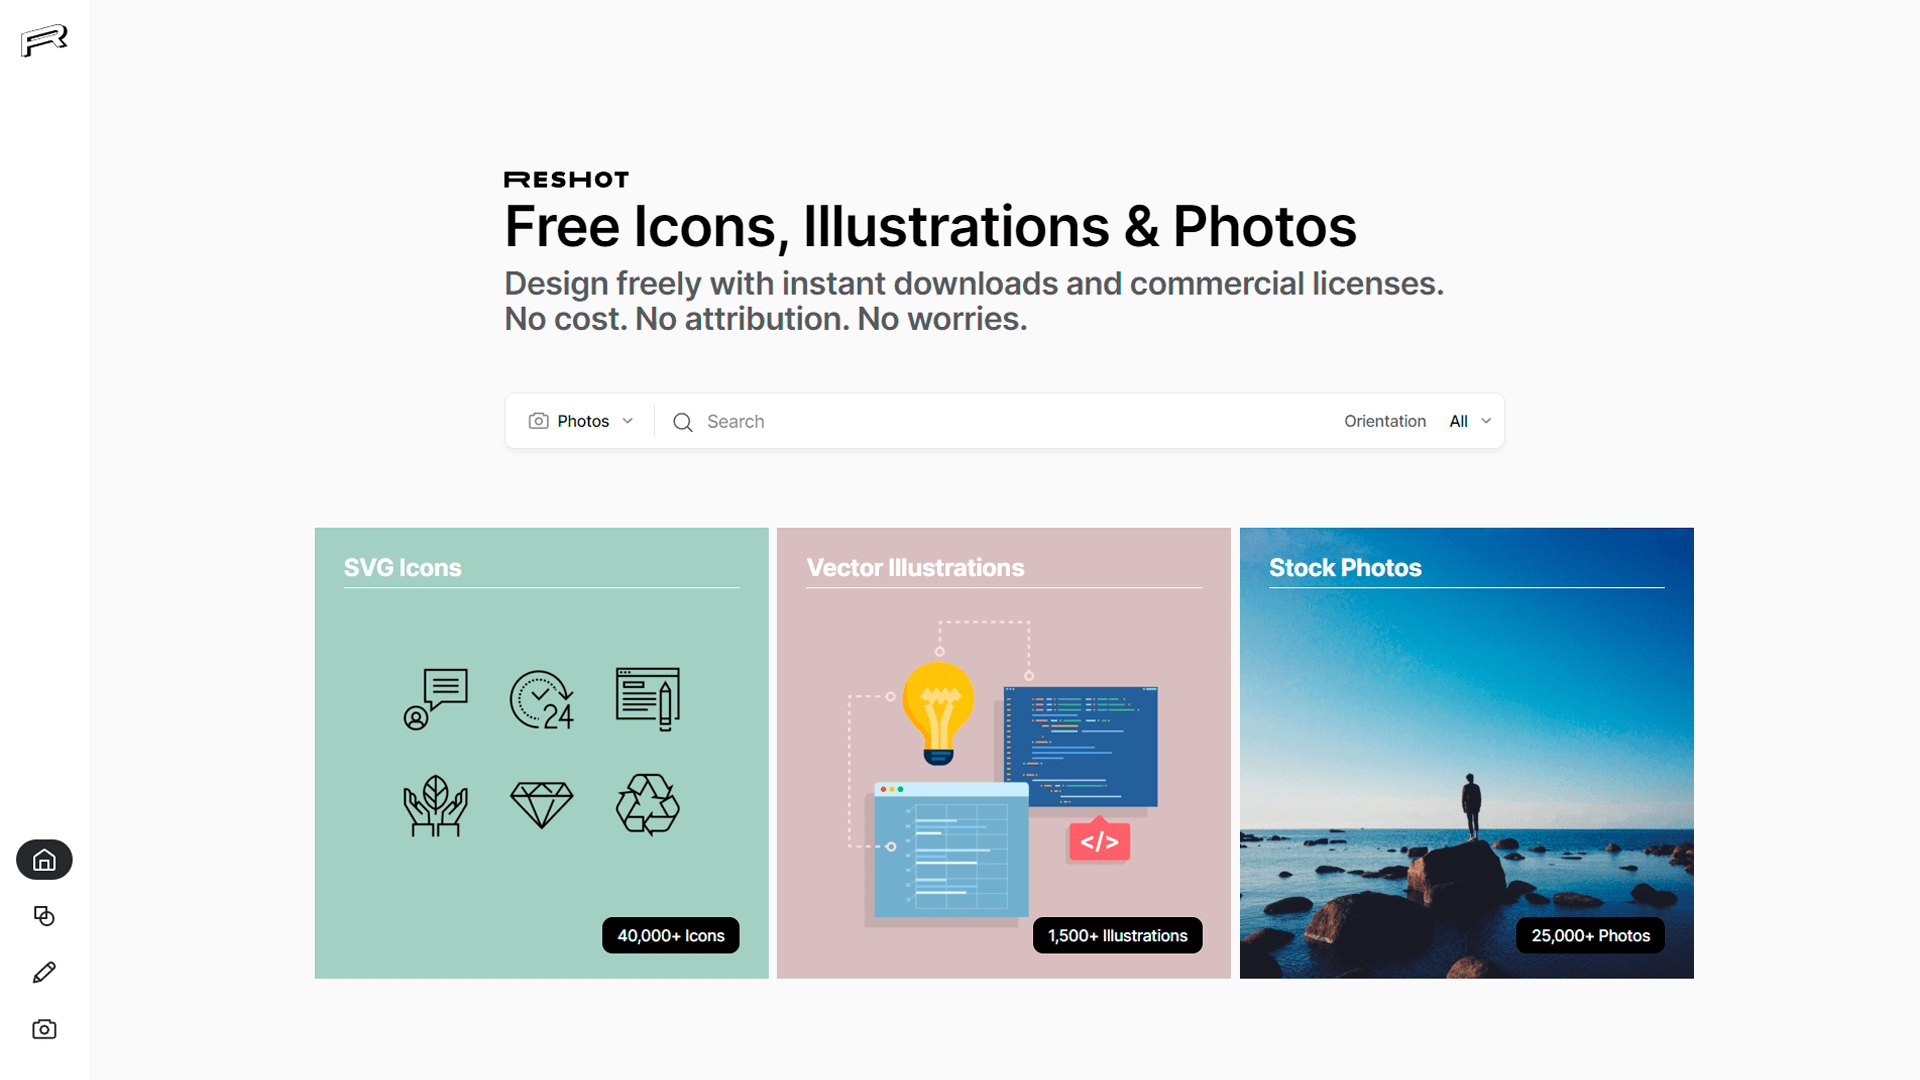 RESHOT
Free Icons, Illustrations & Photos
Design freely with instant downloads and commercial licenses.
No cost. No attribution. No worries.
Photos
Search
Orientation All
SVG Icons
24
40,000+ Icons
Vector Illustrations
</>
1,500+ Illustrations
Stock Photos
25,000+ Photos